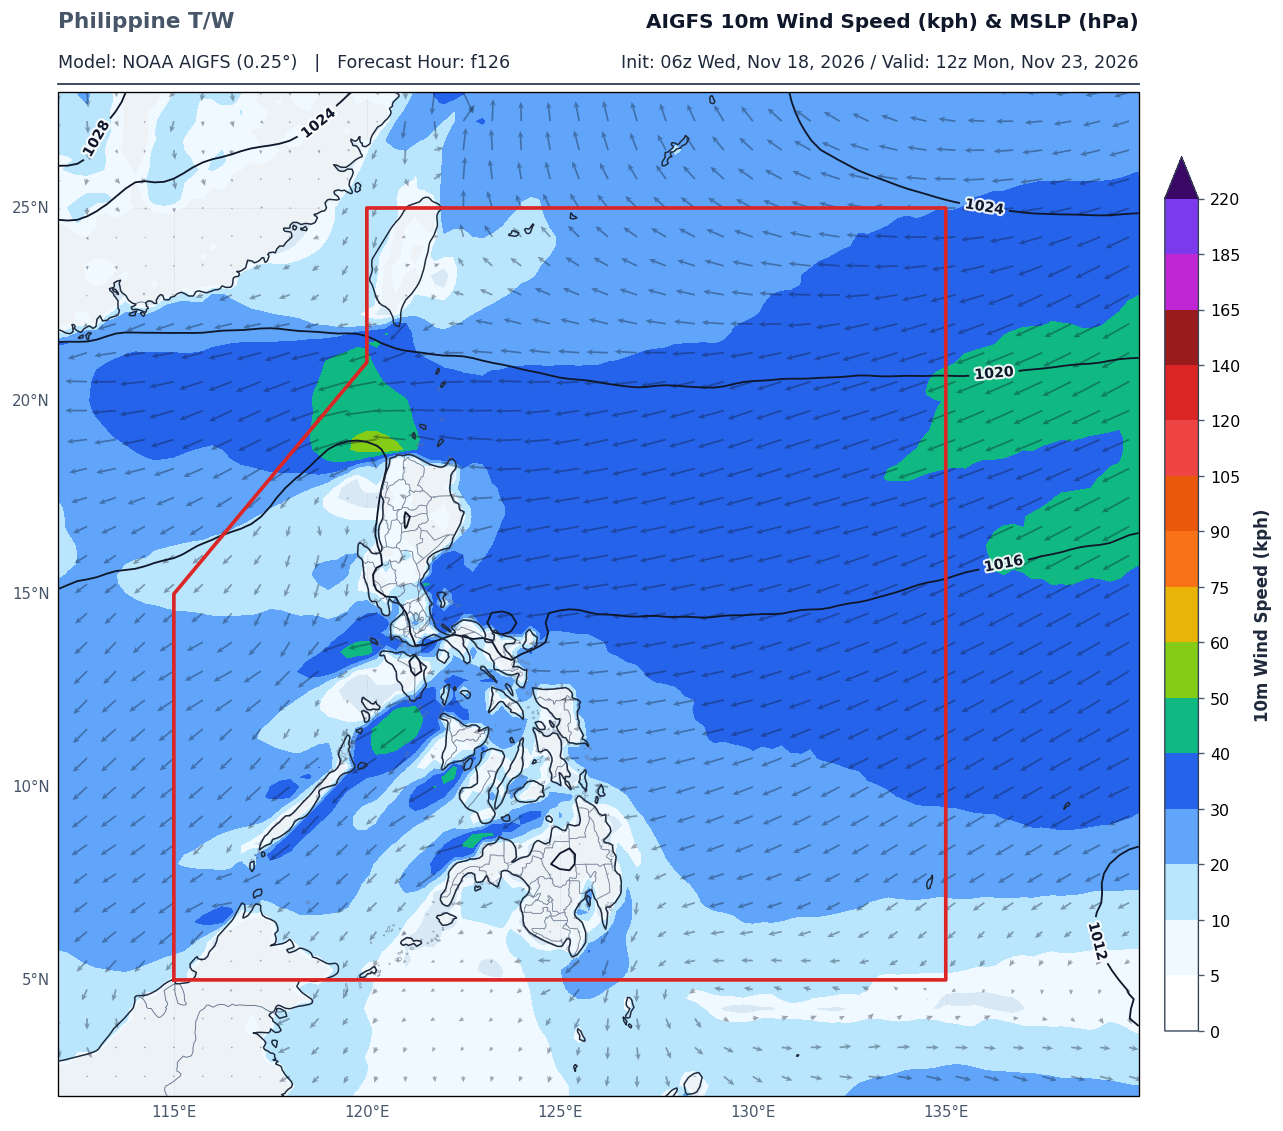 Philippine T/W
AIGFS 10m Wind Speed (kph) & MSLP (hPa)
Model: NOAA AIGFS (0.25°) | Forecast Hour: f126
Init: 06z Wed, Nov 18, 2026 / Valid: 12z Mon, Nov 23, 2026
1028
1024
1024
1020
1016
1012
25°N
20°N
15°N
10°N
5°N
115°E
120°E
125°E
130°E
135°E
220
185
165
140
120
105
90
75
60
50
40
30
20
10
5
0
10m Wind Speed (kph)